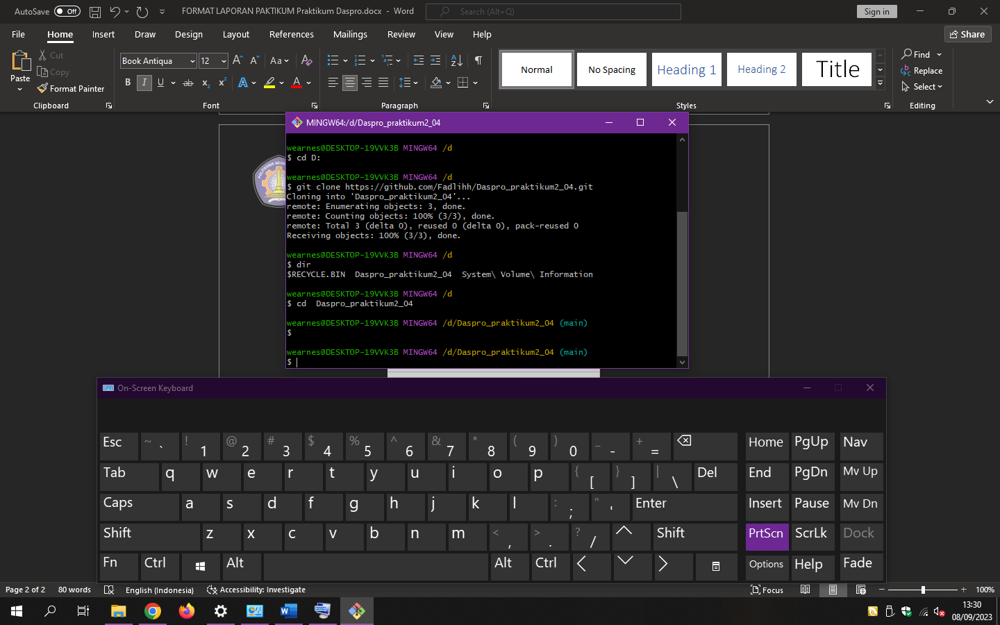 AutoSave Off FORMAT LAPORAN PAKTIKUM Praktikum Daspro.docx - Word Search (Alt+Q) Sign in
File Home Insert Draw Design Layout References Mailings Review View Help Share
Paste Cut Copy Format Painter
Book Antiqua 12 Aa
B I U ab x2 x2 A A
Normal No Spacing Heading 1 Heading 2 Title
Find Replace Select
Clipboard Font Paragraph Styles Editing
MINGW64:/d/Daspro_praktikum2_04
wearnes@DESKTOP-19VVK3B MINGW64 /d
$ cd D:
wearnes@DESKTOP-19VVK3B MINGW64 /d
$ git clone https://github.com/Fadlihh/Daspro_praktikum2_04.git
Cloning into 'Daspro_praktikum2_04'...
remote: Enumerating objects: 3, done.
remote: Counting objects: 100% (3/3), done.
remote: Total 3 (delta 0), reused 0 (delta 0), pack-reused 0
Receiving objects: 100% (3/3), done.
wearnes@DESKTOP-19VVK3B MINGW64 /d
$ dir
$RECYCLE.BIN  Daspro_praktikum2_04  System\ Volume\ Information
wearnes@DESKTOP-19VVK3B MINGW64 /d
$ cd  Daspro_praktikum2_04
wearnes@DESKTOP-19VVK3B MINGW64 /d/Daspro_praktikum2_04 (main)
$
wearnes@DESKTOP-19VVK3B MINGW64 /d/Daspro_praktikum2_04 (main)
$
On-Screen Keyboard
Esc ~ ` ! 1 @ 2 # 3 $ 4 % 5 ^ 6 & 7 * 8 ( 9 ) 0 _ - + = Home PgUp Nav
Tab q w e r t y u i o p { [ } ] | \ Del End PgDn Mv Up
Caps a s d f g h j k l : ; " ' Enter Insert Pause Mv Dn
Shift z x c v b n m < , > . ? / Shift PrtScn ScrLk Dock
Fn Ctrl Alt Alt Ctrl Options Help Fade
Page 2 of 2 80 words English (Indonesia) Accessibility: Investigate Focus 100%
13:30
08/09/2023